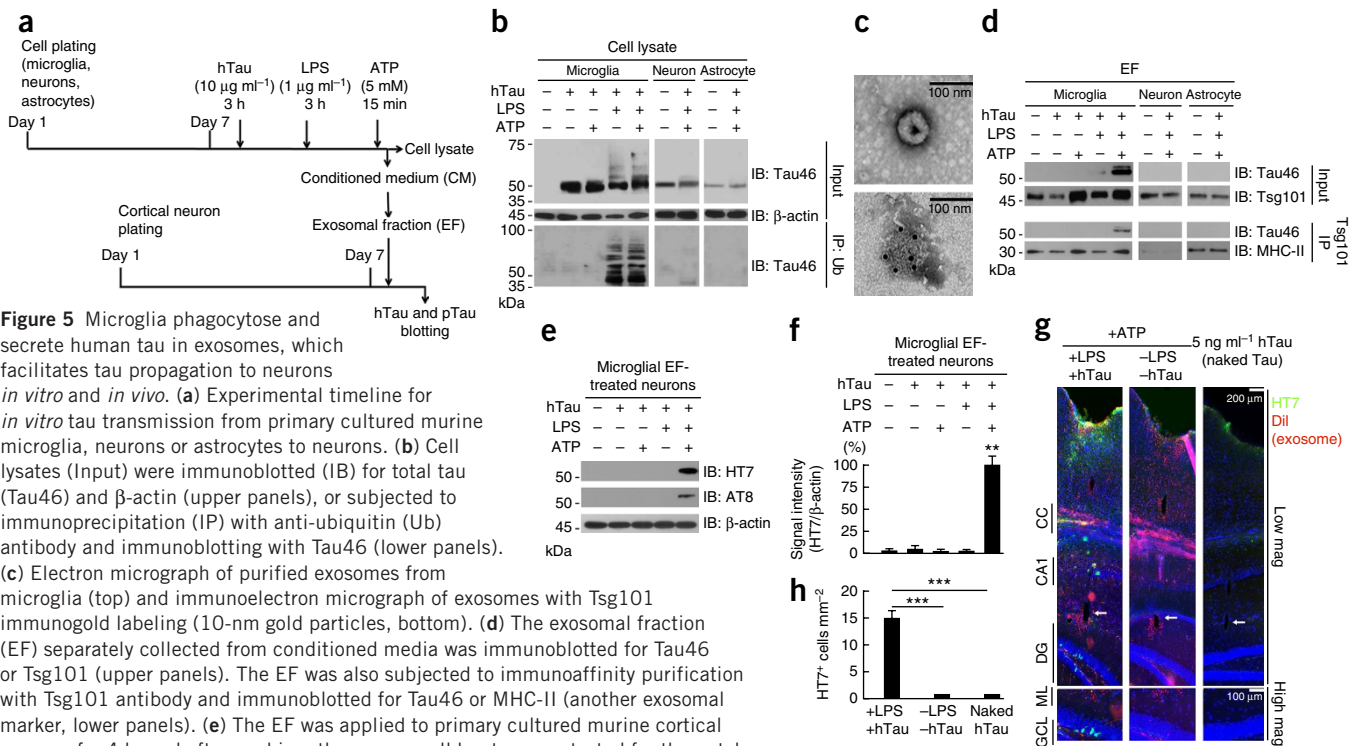 a
Cell plating
(microglia,
neurons,
astrocytes)
hTau
(10 µg ml⁻¹)
3 h
LPS
(1 µg ml⁻¹)
3 h
ATP
(5 mM)
15 min
Day 1
Day 7
Cell lysate
Conditioned medium (CM)
Exosomal fraction (EF)
Cortical neuron
plating
Day 1
Day 7
hTau and pTau
blotting
b
Cell lysate
Microglia Neuron Astrocyte
hTau – + + + + – + – +
LPS – – – + + – + – +
ATP – – + – + – + – +
75
50
35
IB: Tau46
45
IB: β-actin
Input
100
50
35
IB: Tau46
IP: Ub
kDa
c
100 nm
100 nm
d
EF
Microglia Neuron Astrocyte
hTau – + + + + – + – +
LPS – – – + + – + – +
ATP – – + – + – + – +
50
IB: Tau46
45
IB: Tsg101
Input
50
IB: Tau46
30
IB: MHC-II
Tsg101
IP
kDa
Figure 5 Microglia phagocytose and
secrete human tau in exosomes, which
facilitates tau propagation to neurons
in vitro and in vivo. (a) Experimental timeline for
in vitro tau transmission from primary cultured murine
microglia, neurons or astrocytes to neurons. (b) Cell
lysates (Input) were immunoblotted (IB) for total tau
(Tau46) and β-actin (upper panels), or subjected to
immunoprecipitation (IP) with anti-ubiquitin (Ub)
antibody and immunoblotting with Tau46 (lower panels).
(c) Electron micrograph of purified exosomes from
microglia (top) and immunoelectron micrograph of exosomes with Tsg101
immunogold labeling (10-nm gold particles, bottom). (d) The exosomal fraction
(EF) separately collected from conditioned media was immunoblotted for Tau46
or Tsg101 (upper panels). The EF was also subjected to immunoaffinity purification
with Tsg101 antibody and immunoblotted for Tau46 or MHC-II (another exosomal
marker, lower panels). (e) The EF was applied to primary cultured murine cortical
e
Microglial EF-
treated neurons
hTau – + + + +
LPS – – – + +
ATP – – + – +
50
IB: HT7
50
IB: AT8
45
IB: β-actin
kDa
f
Microglial EF-
treated neurons
hTau – + + + +
LPS – – – + +
ATP – – + – +
(%)
**
100
75
50
25
0
Signal intensity
(HT7/β-actin)
h
***
***
20
15
10
5
0
HT7⁺ cells mm⁻²
+LPS
+hTau
–LPS
–hTau
Naked
hTau
g
+ATP
+LPS
+hTau
–LPS
–hTau
5 ng ml⁻¹ hTau
(naked Tau)
200 µm
HT7
DiI
(exosome)
CC
CA1
DG
Low mag
100 µm
ML
GCL
High mag